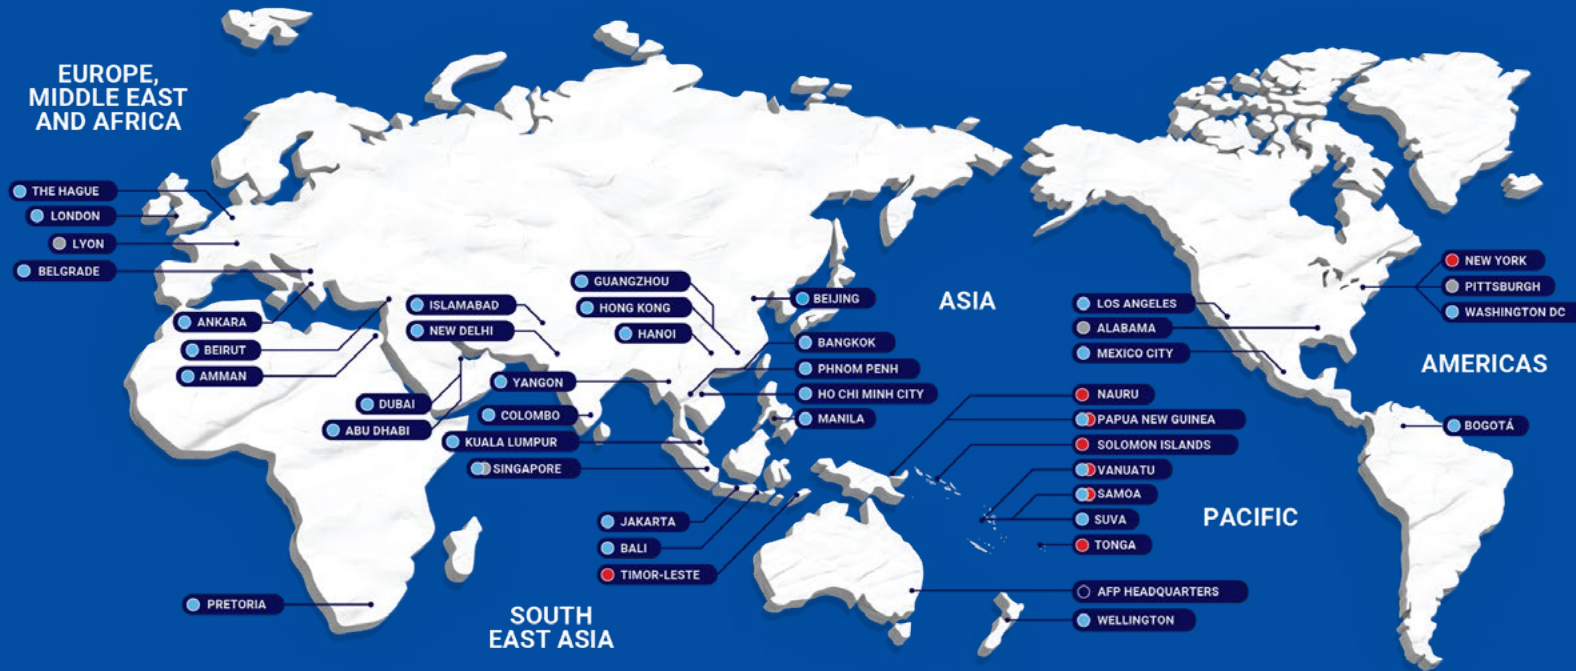 EUROPE,
MIDDLE EAST
AND AFRICA
THE HAGUE
LONDON
LYON
BELGRADE
ANKARA
BEIRUT
AMMAN
DUBAI
ABU DHABI
PRETORIA
ISLAMABAD
NEW DELHI
YANGON
COLOMBO
KUALA LUMPUR
SINGAPORE
GUANGZHOU
HONG KONG
HANOI
BEIJING
BANGKOK
PHNOM PENH
HO CHI MINH CITY
MANILA
ASIA
JAKARTA
BALI
TIMOR-LESTE
SOUTH
EAST ASIA
LOS ANGELES
ALABAMA
MEXICO CITY
NAURU
PAPUA NEW GUINEA
SOLOMON ISLANDS
VANUATU
SAMOA
SUVA
TONGA
PACIFIC
AFP HEADQUARTERS
WELLINGTON
NEW YORK
PITTSBURGH
WASHINGTON DC
AMERICAS
BOGOTÁ